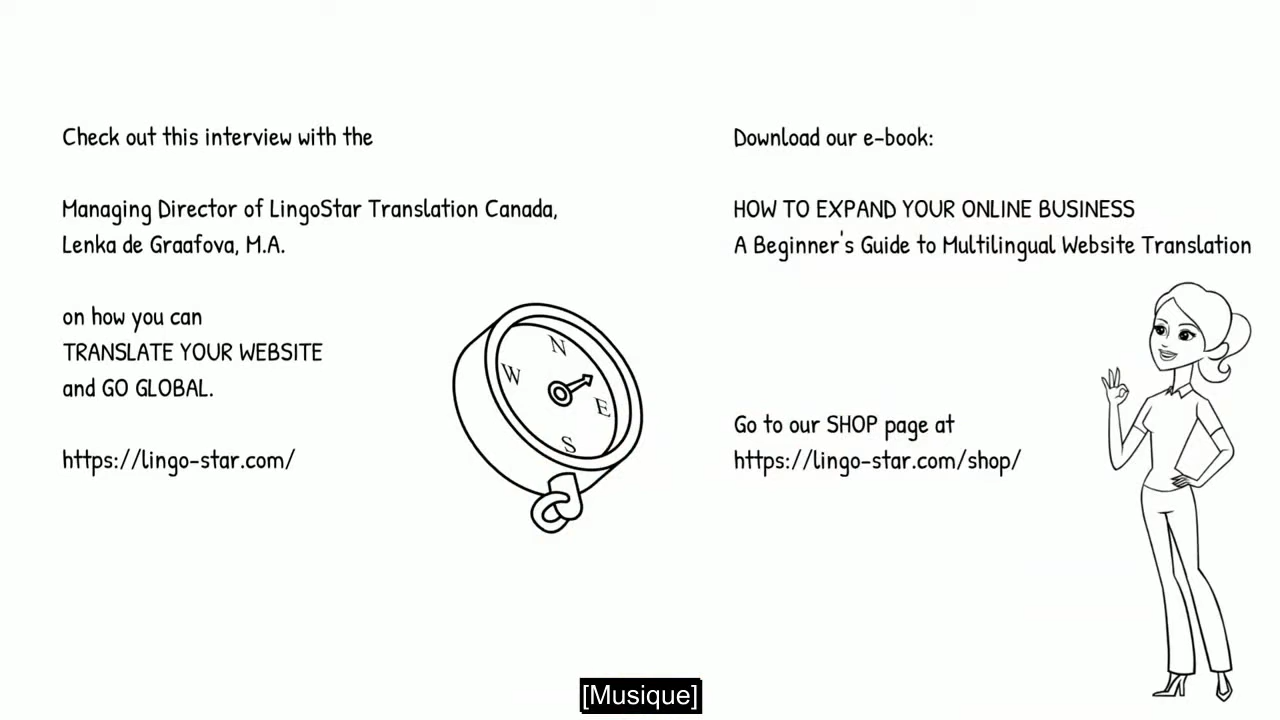 Check out this interview with the
Managing Director of LingoStar Translation Canada,
Lenka de Graafova, M.A.
on how you can
TRANSLATE YOUR WEBSITE
and GO GLOBAL.
https://lingo-star.com/
N
W
E
S
Download our e-book:
HOW TO EXPAND YOUR ONLINE BUSINESS
A Beginner's Guide to Multilingual Website Translation
Go to our SHOP page at
https://lingo-star.com/shop/
[Musique]